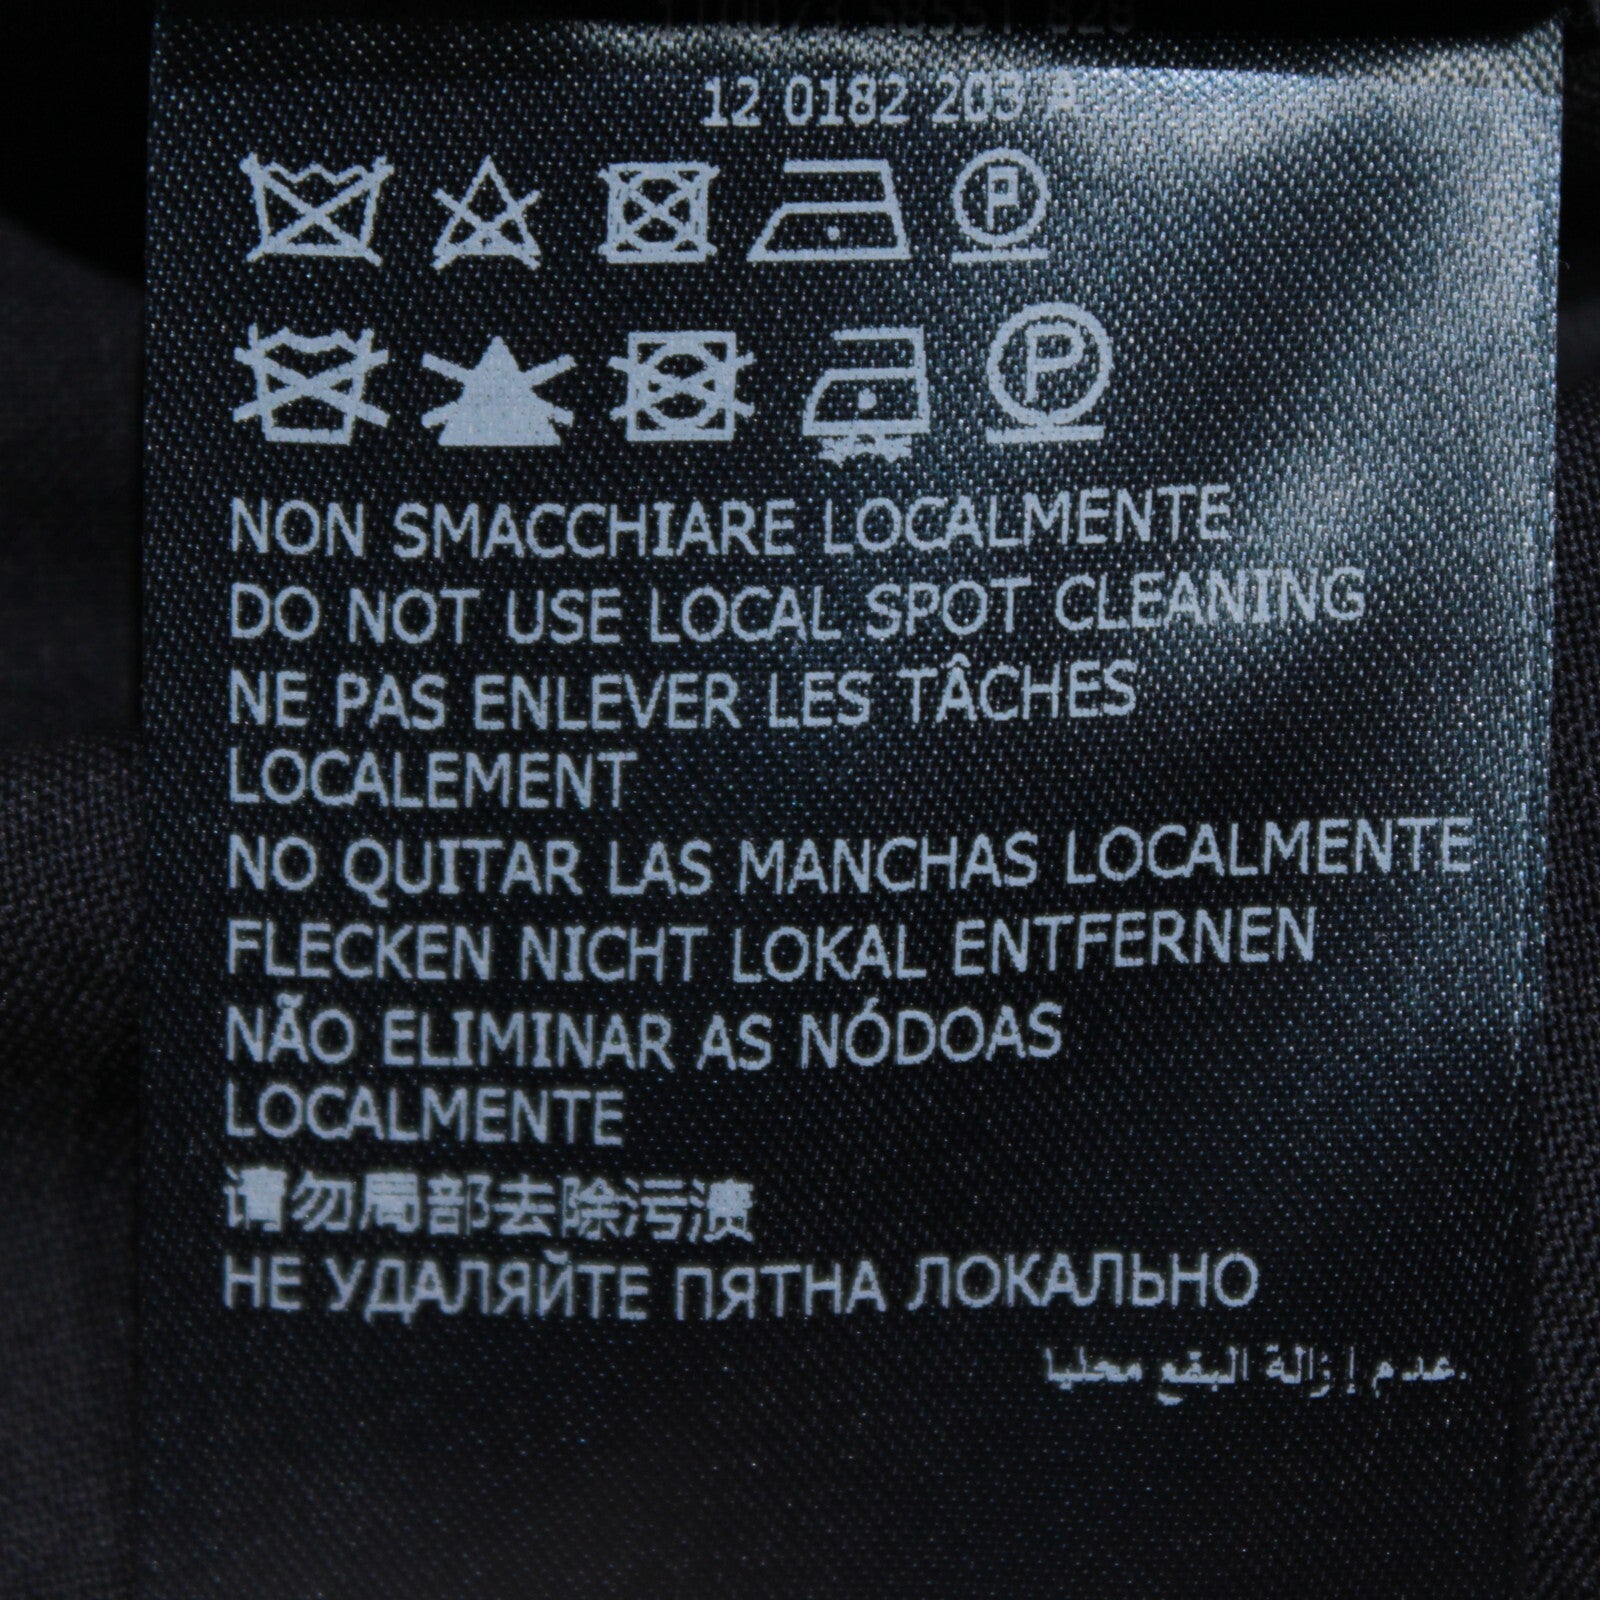 12 0182 203
P
P
NON SMACCHIARE LOCALMENTE
DO NOT USE LOCAL SPOT CLEANING
NE PAS ENLEVER LES TÂCHES
LOCALEMENT
NO QUITAR LAS MANCHAS LOCALMENTE
FLECKEN NICHT LOKAL ENTFERNEN
NÃO ELIMINAR AS NÓDOAS
LOCALMENTE
请勿局部去除污渍
НЕ УДАЛЯЙТЕ ПЯТНА ЛОКАЛЬНО
عدم إزالة البقع محليا.